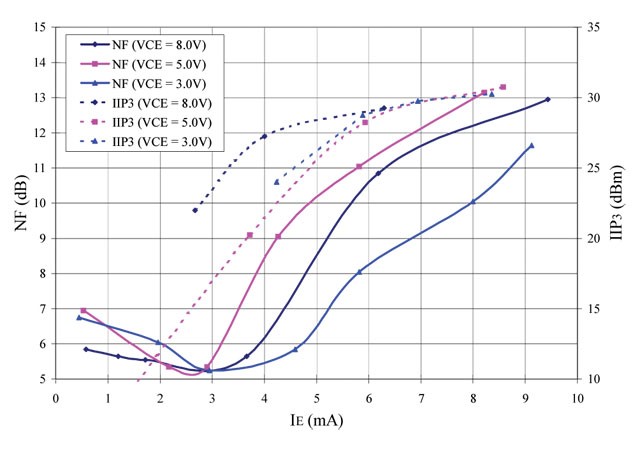 NF (VCE = 8.0V)
NF (VCE = 5.0V)
NF (VCE = 3.0V)
IIP3 (VCE = 8.0V)
IIP3 (VCE = 5.0V)
IIP3 (VCE = 3.0V)
NF (dB)
15
14
13
12
11
10
9
8
7
6
5
IIP3 (dBm)
35
30
25
20
15
10
0 1 2 3 4 5 6 7 8 9 10
IE (mA)